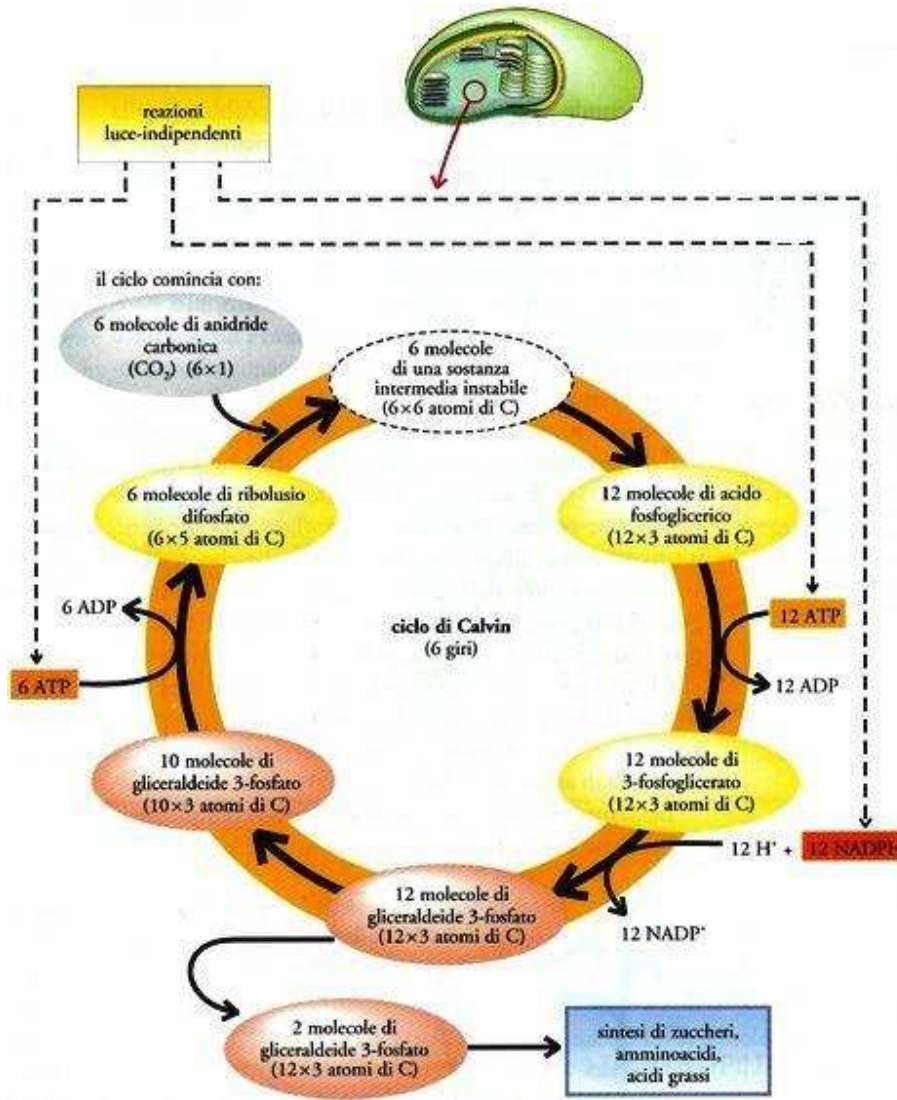 reazioni
luce-indipendenti
il ciclo comincia con:
6 molecole di anidride
carbonica
(CO₂) (6×1)
6 molecole
di una sostanza
intermedia instabile
(6×6 atomi di C)
6 molecole di ribolusio
difosfato
(6×5 atomi di C)
12 molecole di acido
fosfoglicerico
(12×3 atomi di C)
6 ADP
6 ATP
ciclo di Calvin
(6 giri)
12 ATP
12 ADP
10 molecole di
gliceraldeide 3-fosfato
(10×3 atomi di C)
12 molecole di
3-fosfoglicerato
(12×3 atomi di C)
12 H⁺ + 12 NADPH
12 NADP⁺
12 molecole di
gliceraldeide 3-fosfato
(12×3 atomi di C)
2 molecole di
gliceraldeide 3-fosfato
(12×3 atomi di C)
sintesi di zuccheri,
amminoacidi,
acidi grassi